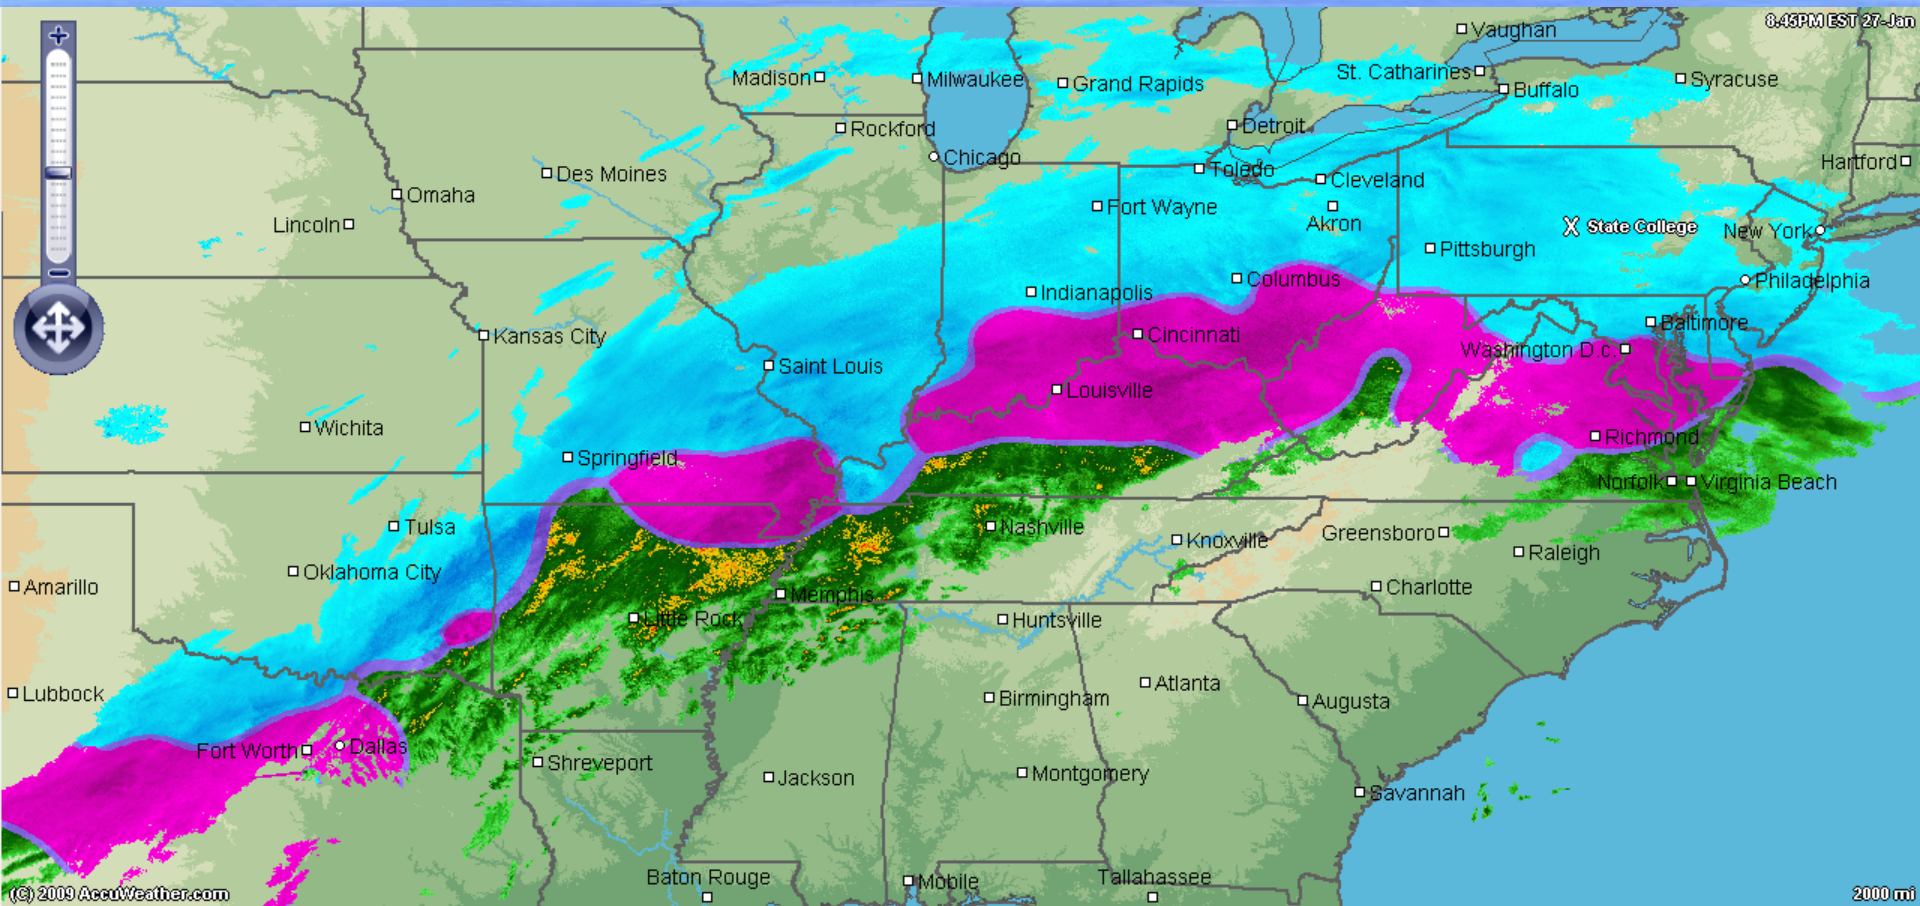 8:45PM EST 27-Jan
Vaughan
Madison
Milwaukee
Grand Rapids
St. Catharines
Buffalo
Syracuse
Rockford
Detroit
Chicago
Hartford
Des Moines
Toledo
Cleveland
Omaha
Fort Wayne
Akron
Lincoln
State College
New York
Pittsburgh
Columbus
Philadelphia
Indianapolis
Kansas City
Cincinnati
Baltimore
Washington D.c.
Saint Louis
Louisville
Wichita
Richmond
Springfield
Norfolk
Virginia Beach
Tulsa
Nashville
Knoxville
Greensboro
Raleigh
Oklahoma City
Amarillo
Memphis
Charlotte
Little Rock
Huntsville
Lubbock
Birmingham
Atlanta
Augusta
Fort Worth
Dallas
Shreveport
Jackson
Montgomery
Savannah
Baton Rouge
Mobile
Tallahassee
(C) 2009 AccuWeather.com
2000 mi